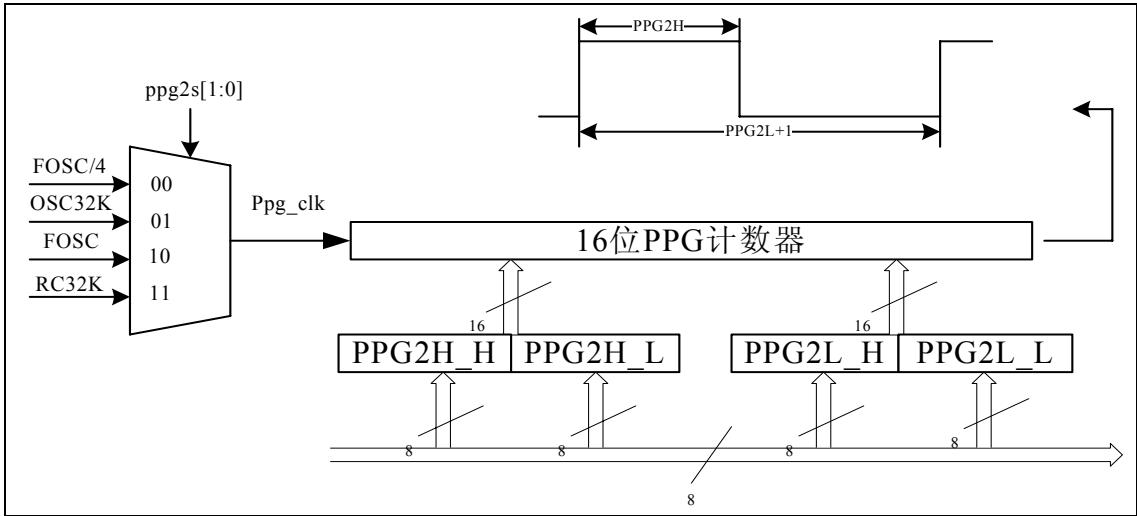 PPG2H
ppg2s[1:0]
PPG2L+1
FOSC/4
00
OSC32K
01
Ppg_clk
FOSC
10
16位PPG计数器
RC32K
11
16
16
PPG2H_H
PPG2H_L
PPG2L_H
PPG2L_L
8
8
8
8
8